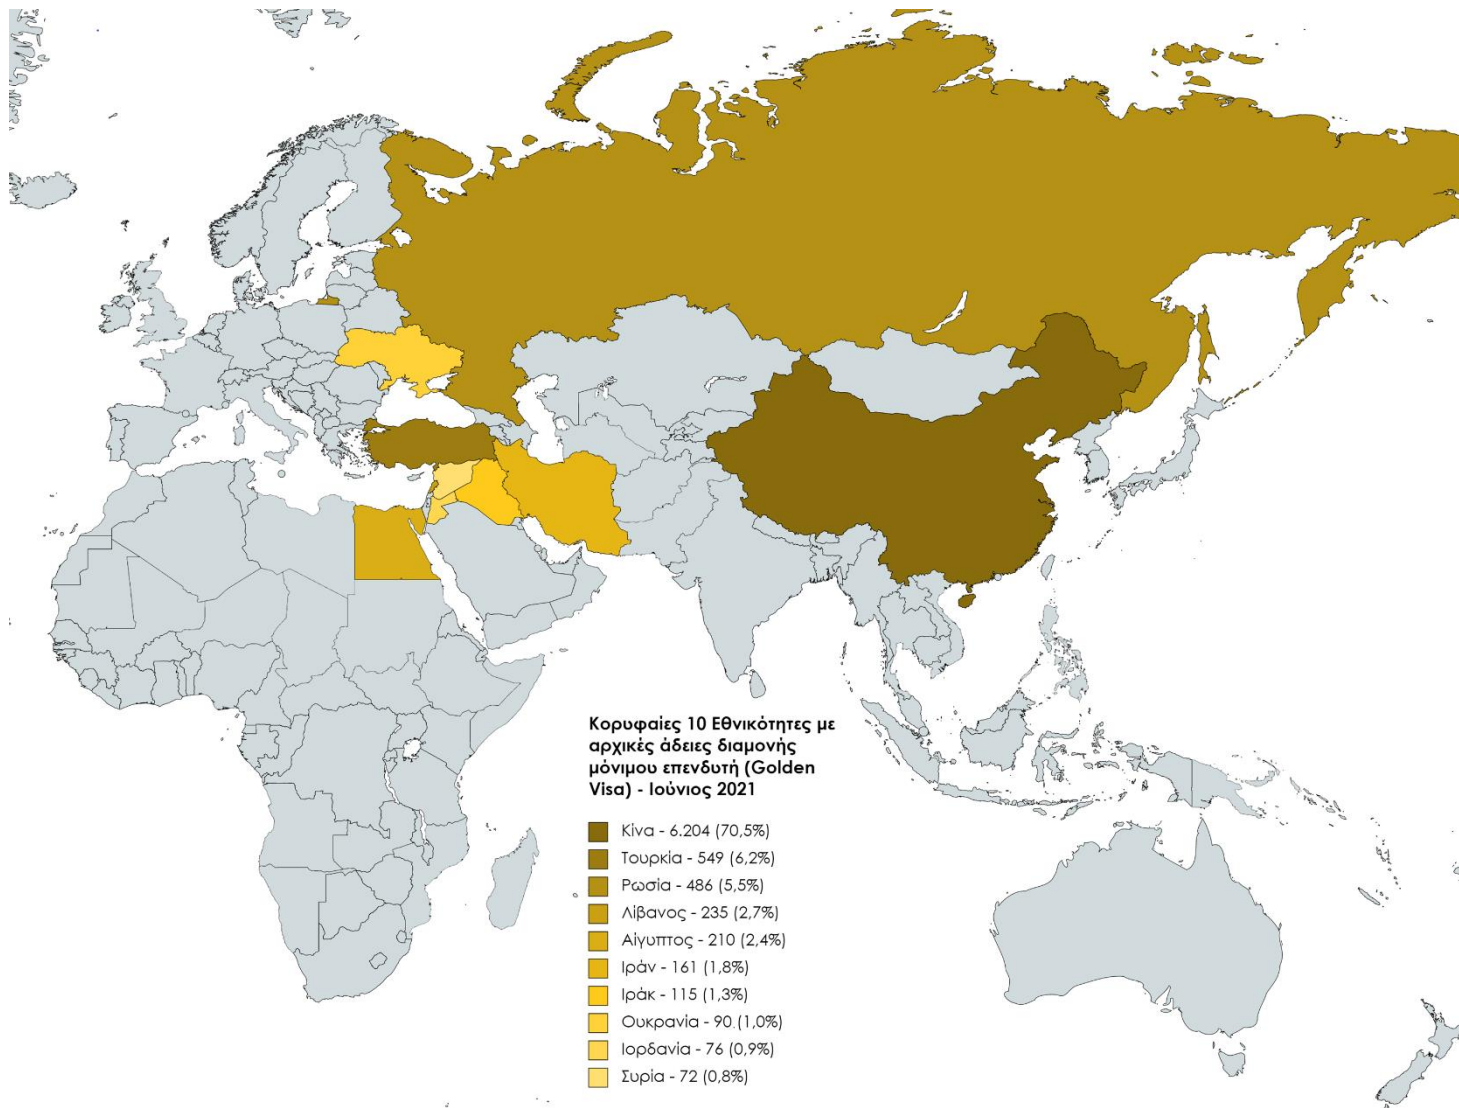 Κορυφαίες 10 Εθνικότητες με
αρχικές άδειες διαμονής
μόνιμου επενδυτή (Golden
Visa) - Ιούνιος 2021
Κίνα - 6.204 (70,5%)
Τουρκία - 549 (6,2%)
Ρωσία - 486 (5,5%)
Λίβανος - 235 (2,7%)
Αίγυπτος - 210 (2,4%)
Ιράν - 161 (1,8%)
Ιράκ - 115 (1,3%)
Ουκρανία - 90 (1,0%)
Ιορδανία - 76 (0,9%)
Συρία - 72 (0,8%)